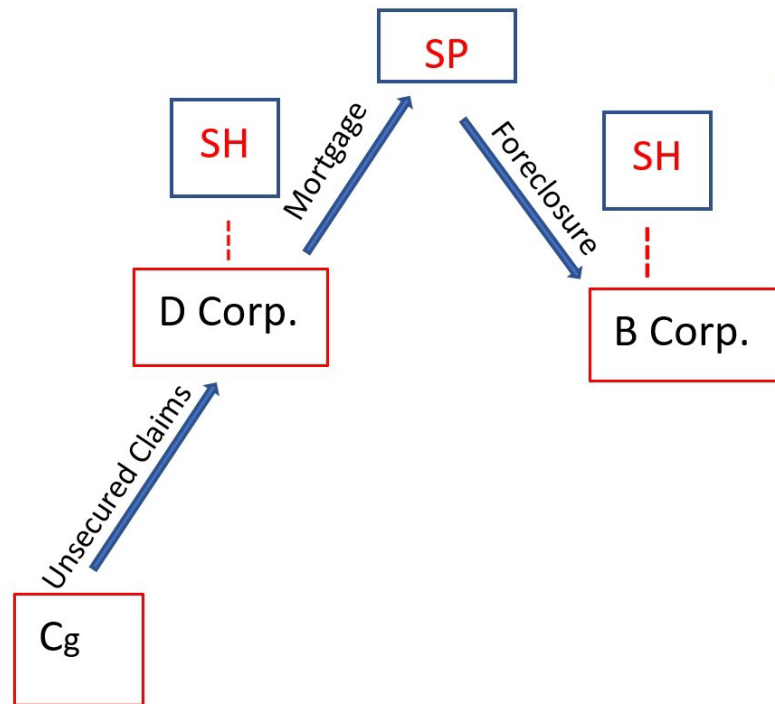 SP
SH
Mortgage
Foreclosure
SH
D Corp.
B Corp.
Unsecured Claims
Cg